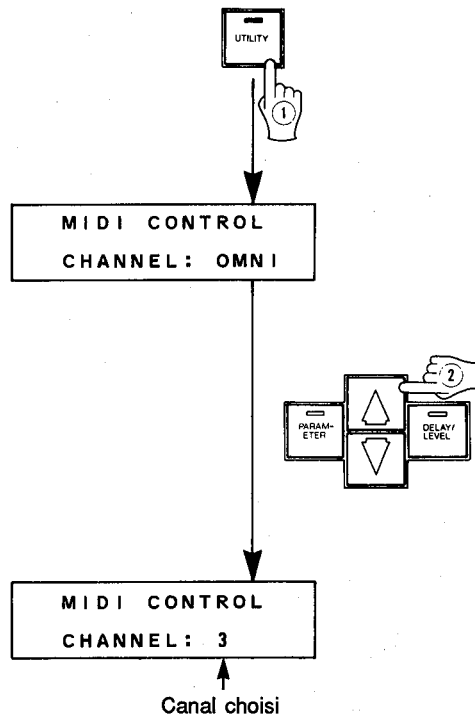 UTILITY
1
MIDI CONTROL
CHANNEL: OMNI
2
PARAM-
ETER
DELAY/
LEVEL
MIDI CONTROL
CHANNEL: 3
Canal choisi